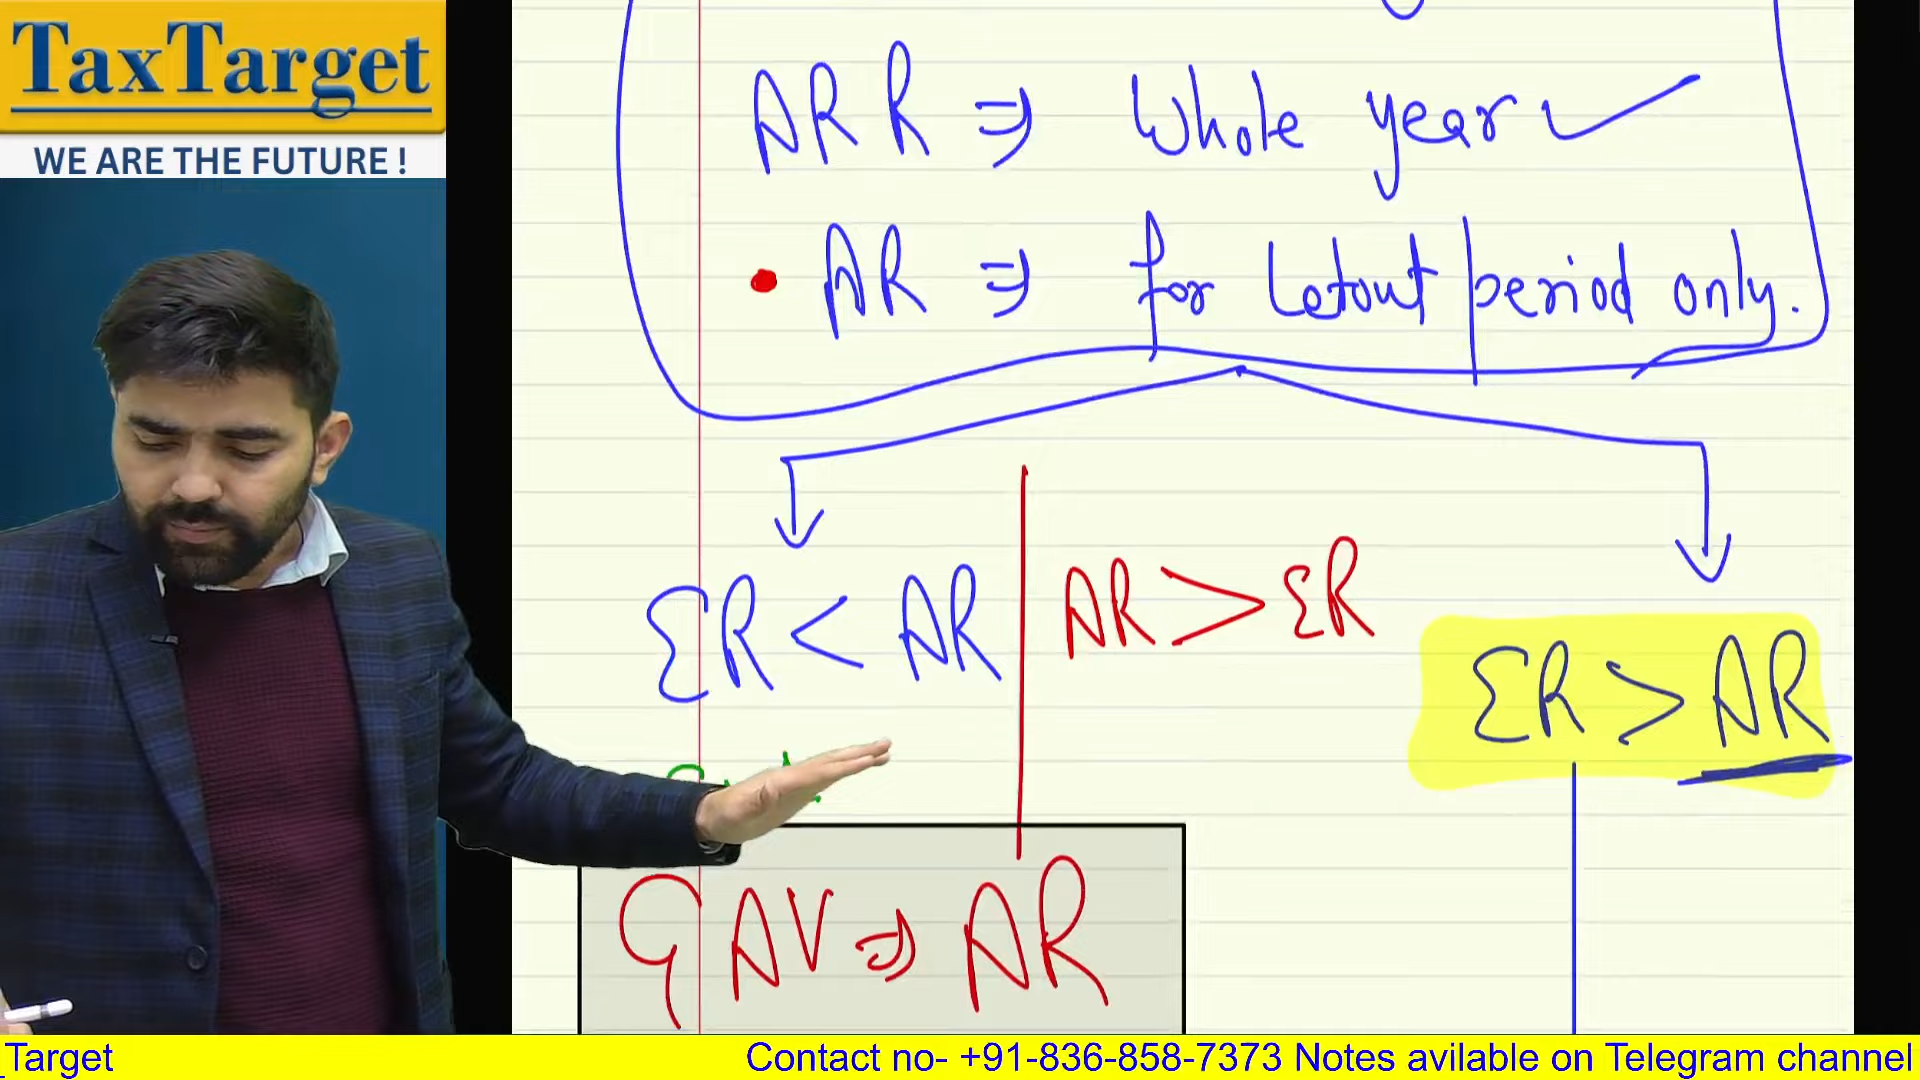 TaxTarget
WE ARE THE FUTURE !
ARR ⇒ Whole year ✓
• AR ⇒ for Letout period only.
ER < AR
AR > ER
ER > AR
GAV ⇒ AR
Target
Contact no- +91-836-858-7373 Notes avilable on Telegram channel